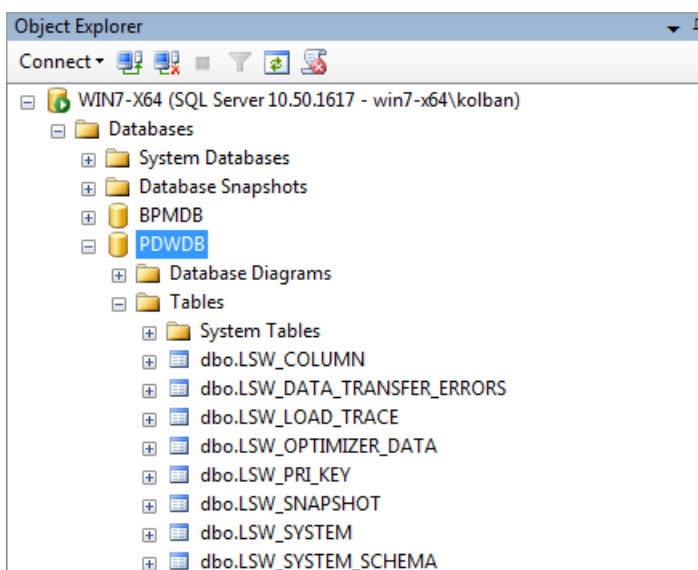 Object Explorer
Connect
WIN7-X64 (SQL Server 10.50.1617 - win7-x64\kolban)
Databases
System Databases
Database Snapshots
BPMDB
PDWDB
Database Diagrams
Tables
System Tables
dbo.LSW_COLUMN
dbo.LSW_DATA_TRANSFER_ERRORS
dbo.LSW_LOAD_TRACE
dbo.LSW_OPTIMIZER_DATA
dbo.LSW_PRI_KEY
dbo.LSW_SNAPSHOT
dbo.LSW_SYSTEM
dbo.LSW_SYSTEM_SCHEMA